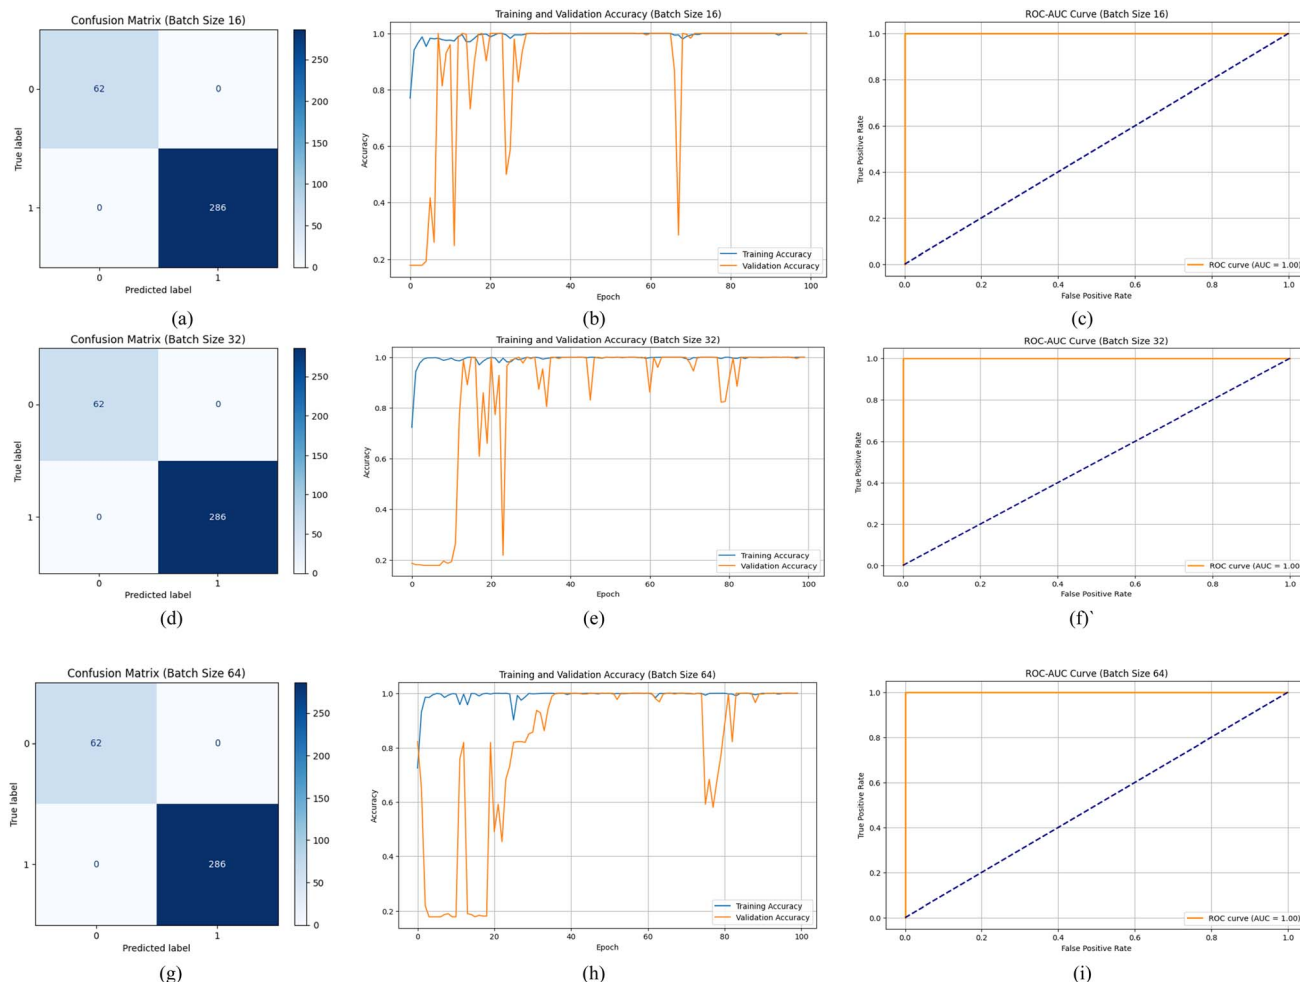 Confusion Matrix (Batch Size 16)
Training and Validation Accuracy (Batch Size 16)
ROC-AUC Curve (Batch Size 16)
0
1
True label
62
0
0
286
0
1
Predicted label
250
200
150
100
50
0
1.0
0.8
0.6
0.4
0.2
Accuracy
0
20
40
60
80
100
Epoch
Training Accuracy
Validation Accuracy
1.0
0.8
0.6
0.4
0.2
0.0
True Positive Rate
0.0
0.2
0.4
0.6
0.8
1.0
False Positive Rate
ROC curve (AUC = 1.00)
(a)
(b)
(c)
Confusion Matrix (Batch Size 32)
Training and Validation Accuracy (Batch Size 32)
ROC-AUC Curve (Batch Size 32)
0
1
True label
62
0
0
286
0
1
Predicted label
250
200
150
100
50
0
1.0
0.8
0.6
0.4
0.2
Accuracy
0
20
40
60
80
100
Epoch
Training Accuracy
Validation Accuracy
1.0
0.8
0.6
0.4
0.2
0.0
True Positive Rate
0.0
0.2
0.4
0.6
0.8
1.0
False Positive Rate
ROC curve (AUC = 1.00)
(d)
(e)
(f)`
Confusion Matrix (Batch Size 64)
Training and Validation Accuracy (Batch Size 64)
ROC-AUC Curve (Batch Size 64)
0
1
True label
62
0
0
286
0
1
Predicted label
250
200
150
100
50
0
1.0
0.8
0.6
0.4
0.2
Accuracy
0
20
40
60
80
100
Epoch
Training Accuracy
Validation Accuracy
1.0
0.8
0.6
0.4
0.2
0.0
True Positive Rate
0.0
0.2
0.4
0.6
0.8
1.0
False Positive Rate
ROC curve (AUC = 1.00)
(g)
(h)
(i)